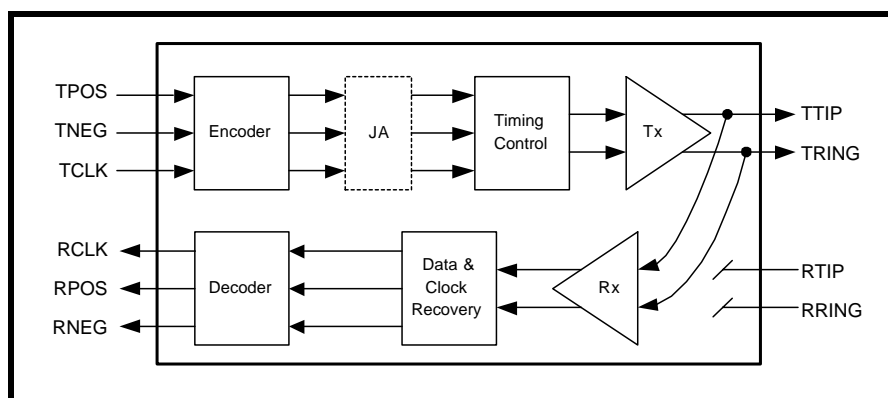 TPOS
TNEG
TCLK
Encoder
JA
Timing
Control
Tx
TTIP
TRING
RCLK
RPOS
RNEG
Decoder
Data &
Clock
Recovery
Rx
RTIP
RRING